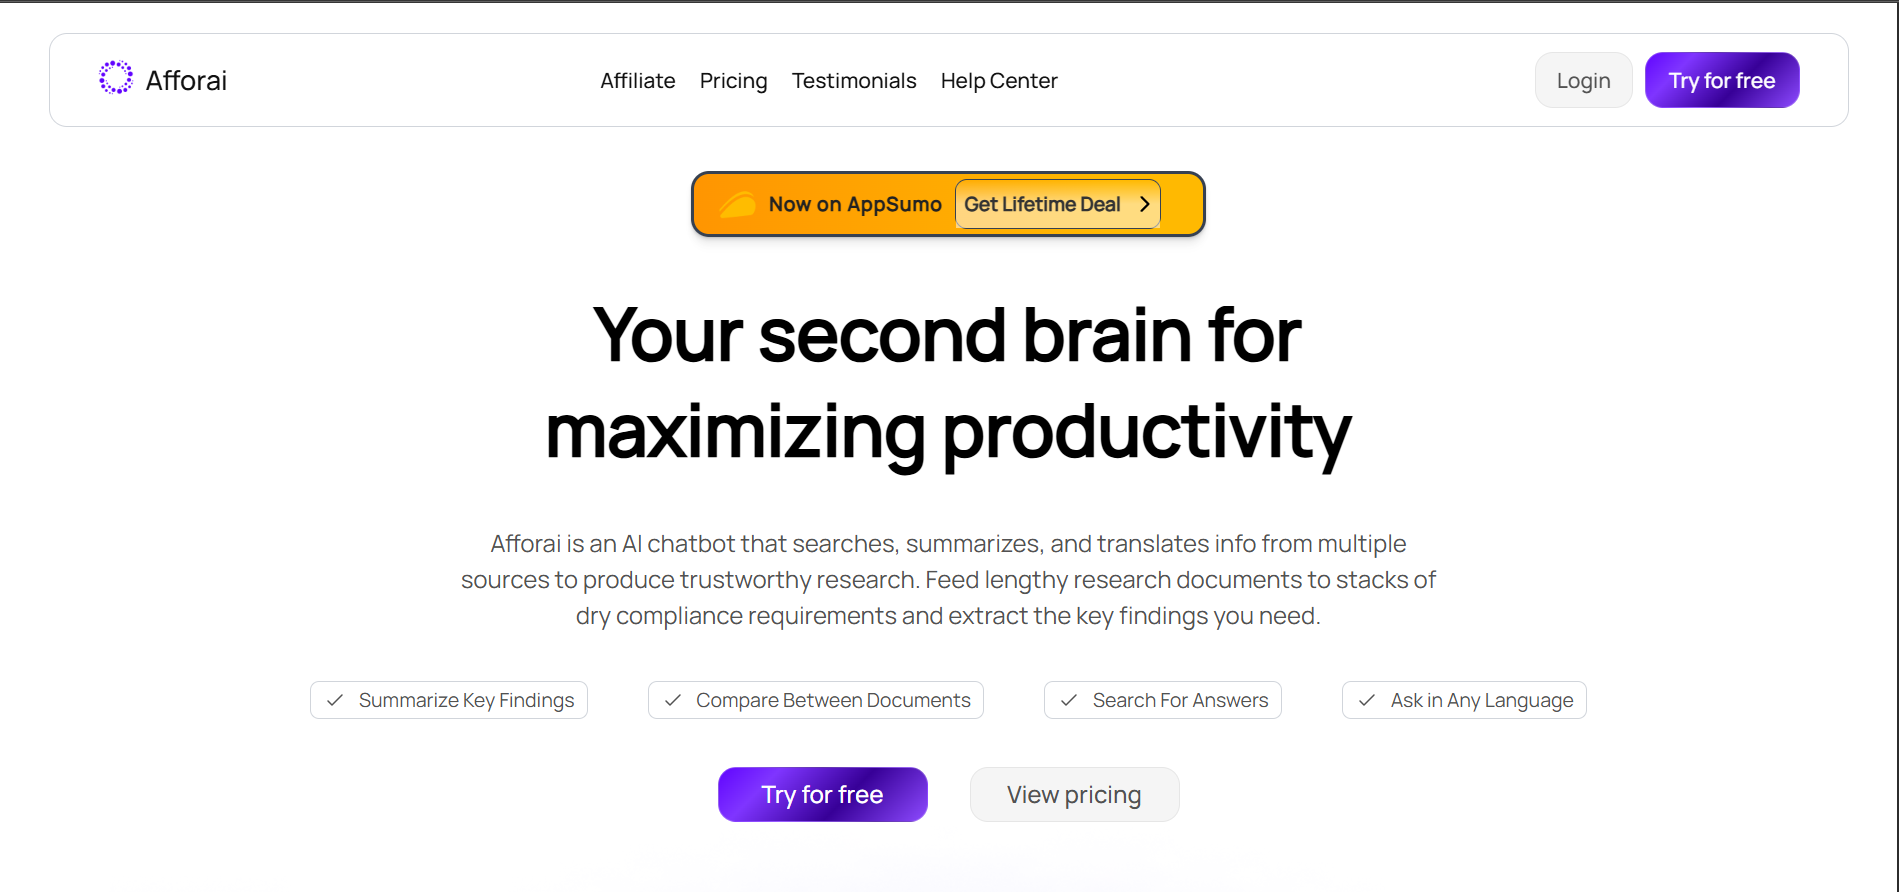 Afforai
Affiliate Pricing Testimonials Help Center
Login Try for free
Now on AppSumo Get Lifetime Deal
Your second brain for
maximizing productivity
Afforai is an AI chatbot that searches, summarizes, and translates info from multiple
sources to produce trustworthy research. Feed lengthy research documents to stacks of
dry compliance requirements and extract the key findings you need.
Summarize Key Findings Compare Between Documents Search For Answers Ask in Any Language
Try for free View pricing